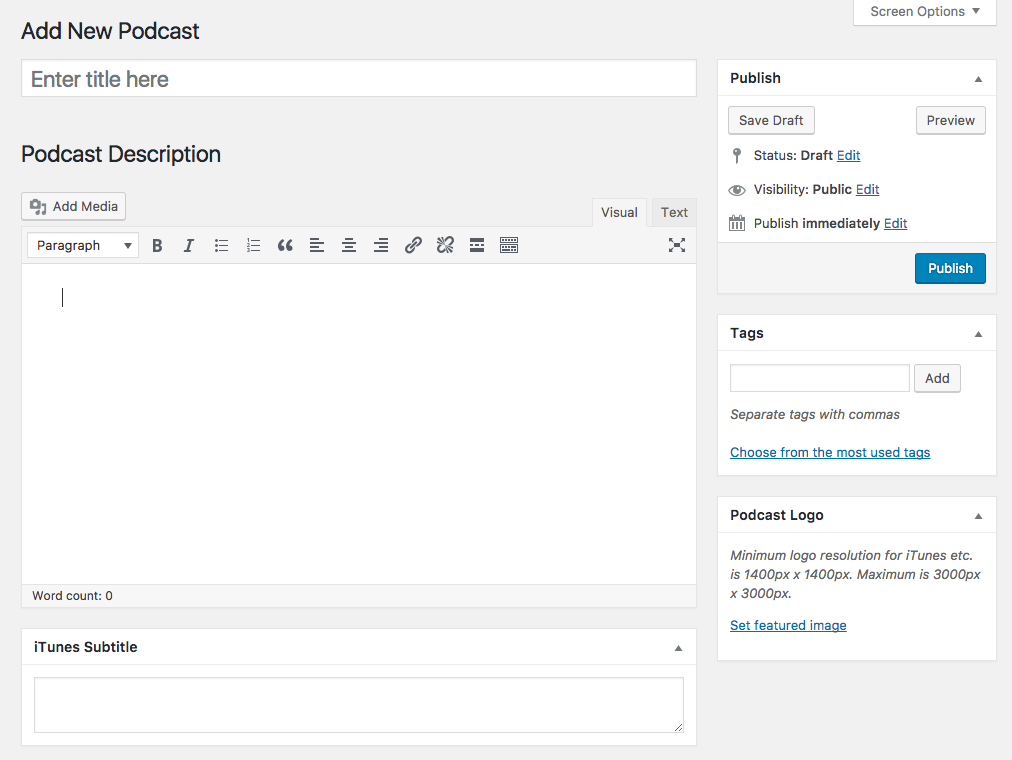 Screen Options
Add New Podcast
Enter title here
Podcast Description
Add Media
Visual
Text
Paragraph
Word count: 0
iTunes Subtitle
Publish
Save Draft
Preview
Status: Draft Edit
Visibility: Public Edit
Publish immediately Edit
Publish
Tags
Add
Separate tags with commas
Choose from the most used tags
Podcast Logo
Minimum logo resolution for iTunes etc.
is 1400px x 1400px. Maximum is 3000px
x 3000px.
Set featured image